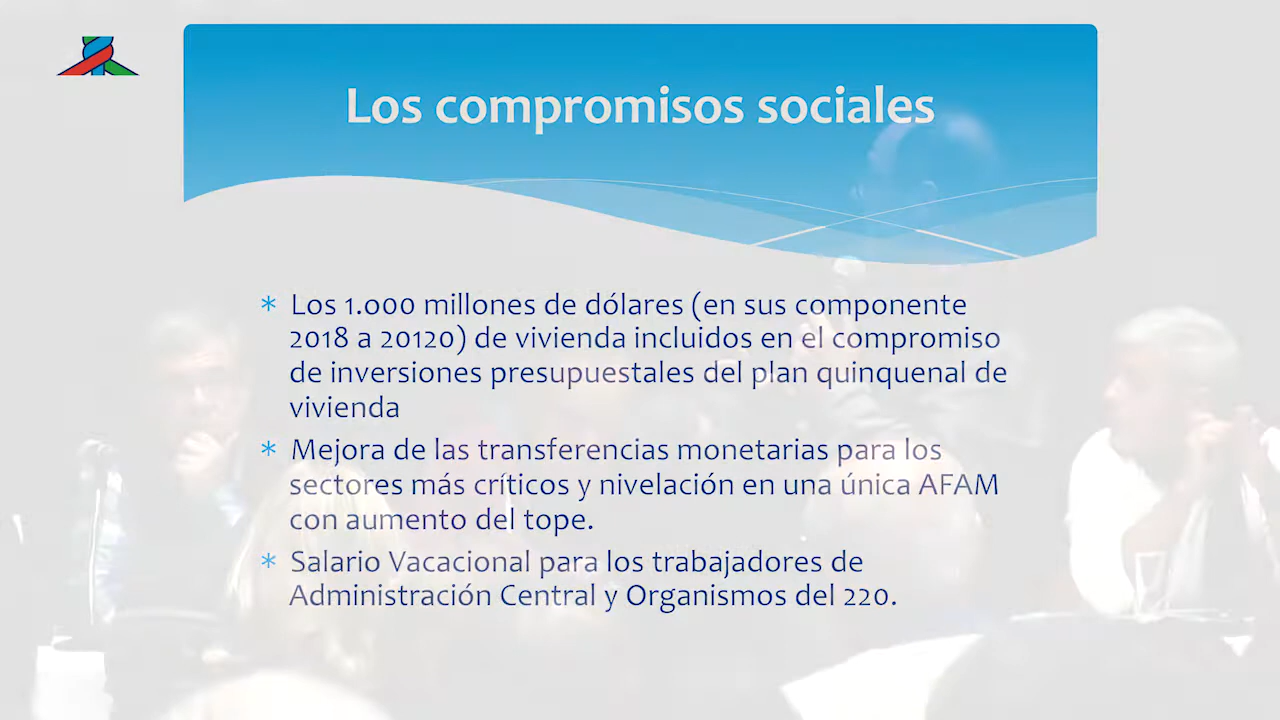 Los compromisos sociales
* Los 1.000 millones de dólares (en sus componente
2018 a 20120) de vivienda incluidos en el compromiso
de inversiones presupuestales del plan quinquenal de
vivienda
* Mejora de las transferencias monetarias para los
sectores más críticos y nivelación en una única AFAM
con aumento del tope.
* Salario Vacacional para los trabajadores de
Administración Central y Organismos del 220.